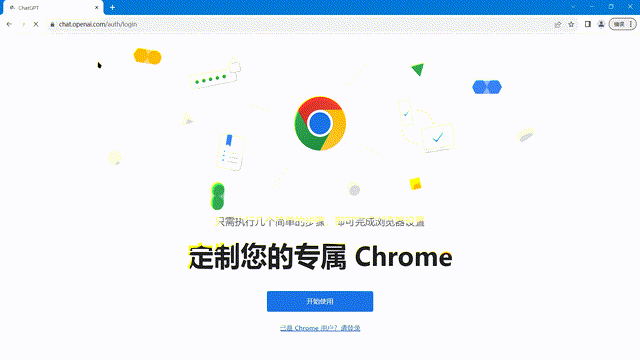 ChatGPT
chat.openai.com/auth/login
只需执行几个简单的步骤 即可完成浏览器设置
定制您的专属 Chrome
开始使用
已是 Chrome 用户？请登录